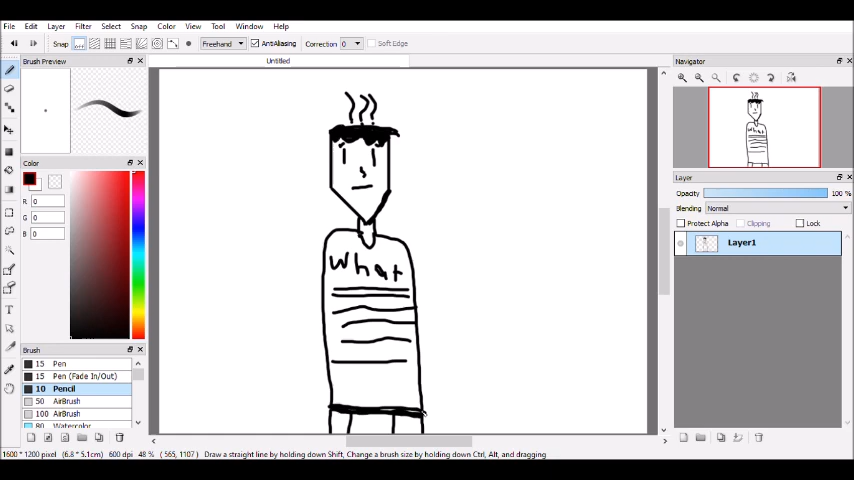 File Edit Layer Filter Select Snap Color View Tool Window Help
Snap Freehand AntiAliasing Correction 0 Soft Edge
Brush Preview
Untitled
Navigator
Color
R 0
G 0
B 0
Layer
Opacity 100 %
Blending Normal
Protect Alpha Clipping Lock
Layer1
What
Brush
15 Pen
15 Pen (Fade In/Out)
10 Pencil
50 AirBrush
100 AirBrush
80 Watercolor
1600 * 1200 pixel (6.8 * 5.1cm) 600 dpi 48 % ( 565, 1107 ) Draw a straight line by holding down Shift, Change a brush size by holding down Ctrl, Alt, and dragging